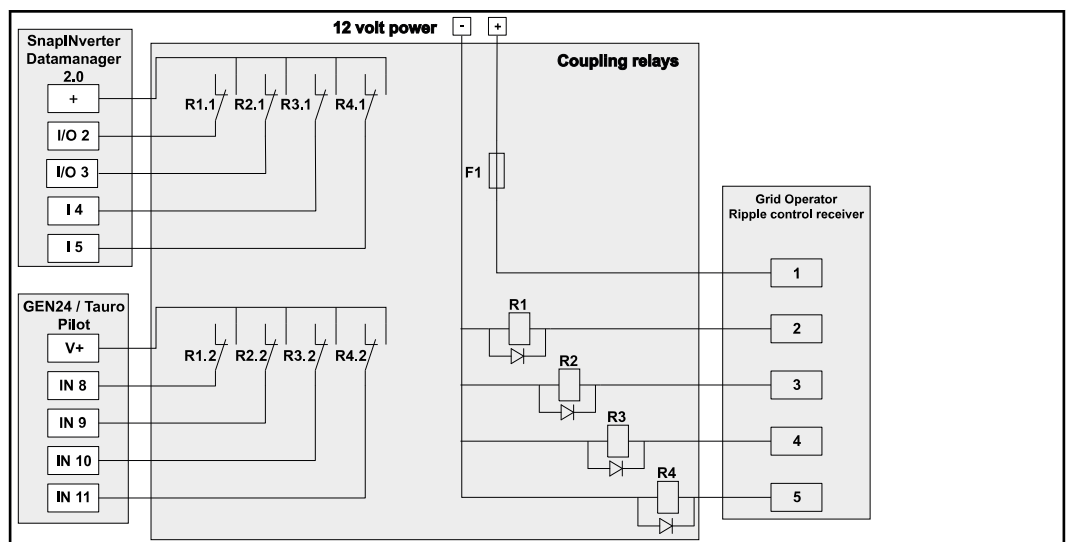 12 volt power - +
SnapINverter
Datamanager
2.0
+
I/O 2
I/O 3
I 4
I 5
R1.1 R2.1 R3.1 R4.1
Coupling relays
F1
Grid Operator
Ripple control receiver
1
2
3
4
5
GEN24 / Tauro
Pilot
V+
IN 8
IN 9
IN 10
IN 11
R1.2 R2.2 R3.2 R4.2
R1
R2
R3
R4